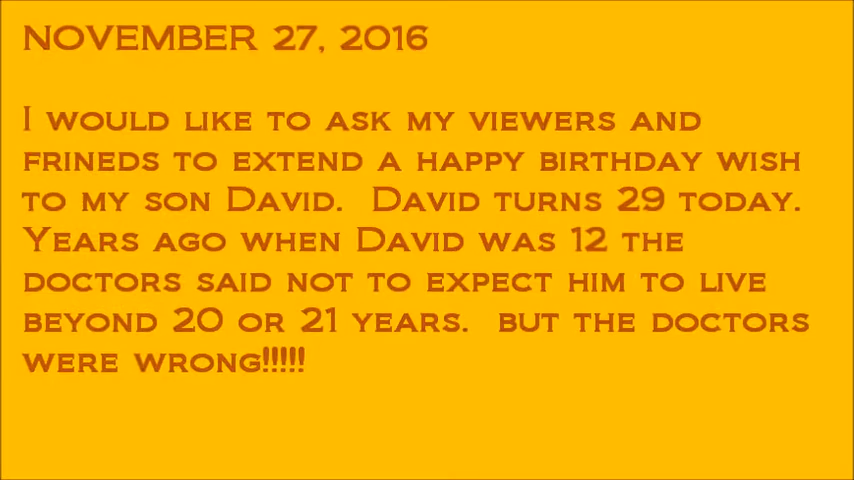 NOVEMBER 27, 2016
I WOULD LIKE TO ASK MY VIEWERS AND
FRINEDS TO EXTEND A HAPPY BIRTHDAY WISH
TO MY SON DAVID. DAVID TURNS 29 TODAY.
YEARS AGO WHEN DAVID WAS 12 THE
DOCTORS SAID NOT TO EXPECT HIM TO LIVE
BEYOND 20 OR 21 YEARS. BUT THE DOCTORS
WERE WRONG!!!!!